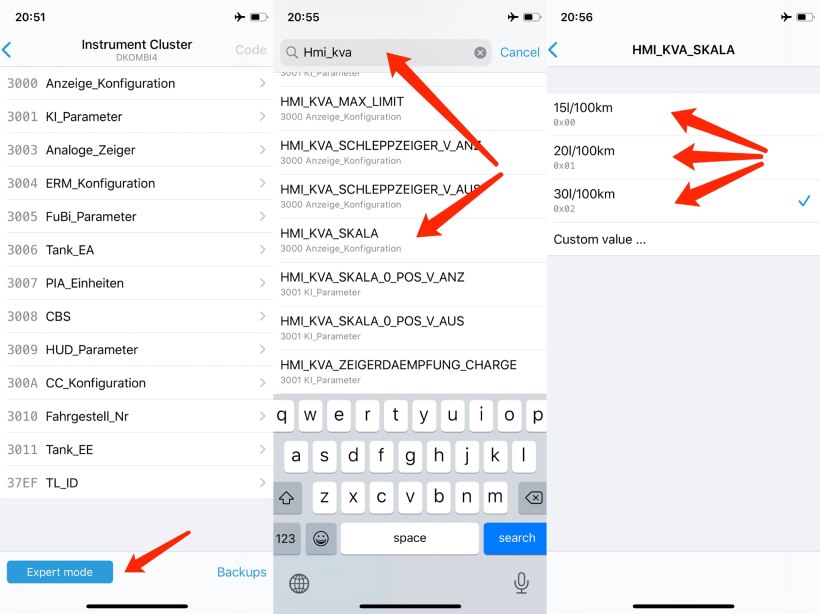 20:51
Instrument Cluster
DKOMBI4
Code
3000 Anzeige_Konfiguration
3001 KI_Parameter
3003 Analoge_Zeiger
3004 ERM_Konfiguration
3005 FuBi_Parameter
3006 Tank_EA
3007 PIA_Einheiten
3008 CBS
3009 HUD_Parameter
300A CC_Konfiguration
3010 Fahrgestell_Nr
3011 Tank_EE
37EF TL_ID
Expert mode
Backups
20:55
Hmi_kva
Cancel
3001 KI_Parameter
HMI_KVA_MAX_LIMIT
3000 Anzeige_Konfiguration
HMI_KVA_SCHLEPPZEIGER_V_ANZ
3000 Anzeige_Konfiguration
HMI_KVA_SCHLEPPZEIGER_V_AUS
3000 Anzeige_Konfiguration
HMI_KVA_SKALA
3000 Anzeige_Konfiguration
HMI_KVA_SKALA_0_POS_V_ANZ
3001 KI_Parameter
HMI_KVA_SKALA_0_POS_V_AUS
3001 KI_Parameter
HMI_KVA_ZEIGERDAEMPFUNG_CHARGE
3001 KI_Parameter
q w e r t y u i o p
a s d f g h j k l
z x c v b n m
123
space
search
20:56
HMI_KVA_SKALA
15l/100km
0x00
20l/100km
0x01
30l/100km
0x02
Custom value ...